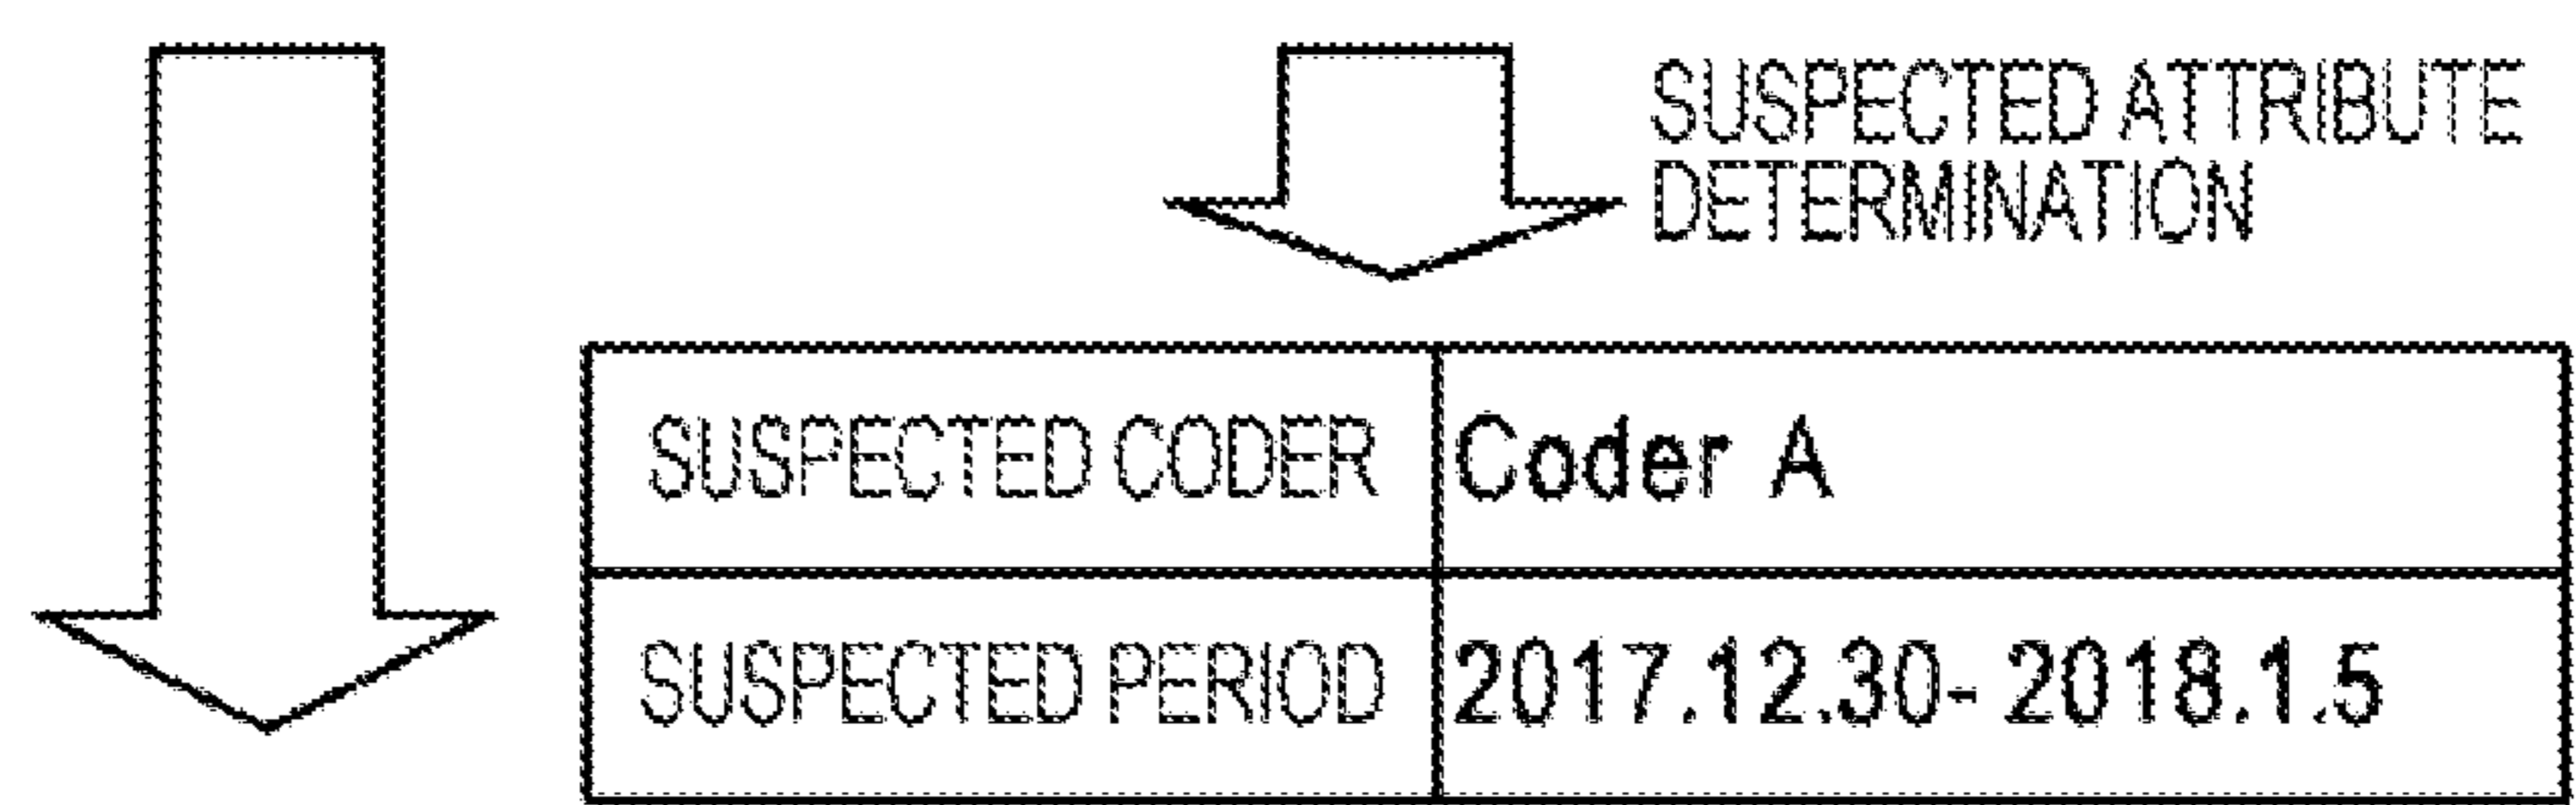 SUSPECTED ATTRIBUTE
DETERMINATION
SUSPECTED CODER Coder A
SUSPECTED PERIOD 2017.12.30- 2018.1.5